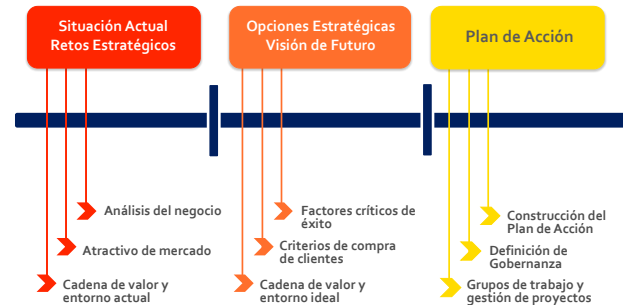 Situación Actual
Retos Estratégicos
Opciones Estratégicas
Visión de Futuro
Plan de Acción
Análisis del negocio
Atractivo de mercado
Cadena de valor y
entorno actual
Factores críticos de
éxito
Criterios de compra
de clientes
Cadena de valor y
entorno ideal
Construcción del
Plan de Acción
Definición de
Gobernanza
Grupos de trabajo y
gestión de proyectos